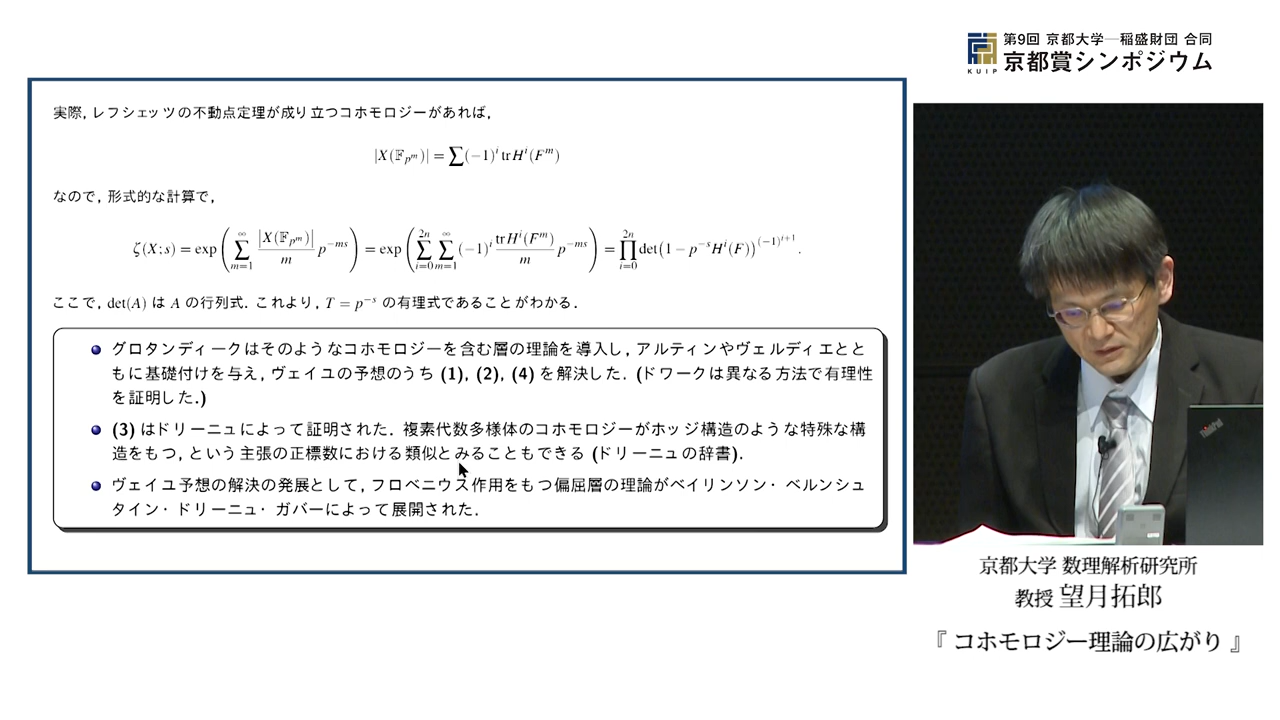 第9回 京都大学―稲盛財団 合同
京都賞シンポジウム
KUIP
実際, レフシェッツの不動点定理が成り立つコホモロジーがあれば,
|X(𝔽_{p^m})| = ∑(−1)^i tr H^i(F^m)
なので, 形式的な計算で,
ζ(X; s) = exp(∑_{m=1}^{∞} |X(𝔽_{p^m})|/m p^{−ms}) = exp(∑_{i=0}^{2n} ∑_{m=1}^{∞} (−1)^i tr H^i(F^m)/m p^{−ms}) = ∏_{i=0}^{2n} det(1 − p^{−s} H^i(F))^{(−1)^{i+1}}.
ここで, det(A) は A の行列式. これより, T = p^{−s} の有理式であることがわかる.
グロタンディークはそのようなコホモロジーを含む層の理論を導入し, アルティンやヴェルディエとと
もに基礎付けを与え, ヴェイユの予想のうち (1), (2), (4) を解決した. (ドワークは異なる方法で有理性
を証明した.)
(3) はドリーニュによって証明された. 複素代数多様体のコホモロジーがホッジ構造のような特殊な構
造をもつ, という主張の正標数における類似とみることもできる (ドリーニュの辞書).
ヴェイユ予想の解決の発展として, フロベニウス作用をもつ偏屈層の理論がベイリンソン・ベルンシュ
タイン・ドリーニュ・ガバーによって展開された.
ThinkPad
京都大学 数理解析研究所
教授 望月拓郎
『 コホモロジー理論の広がり 』